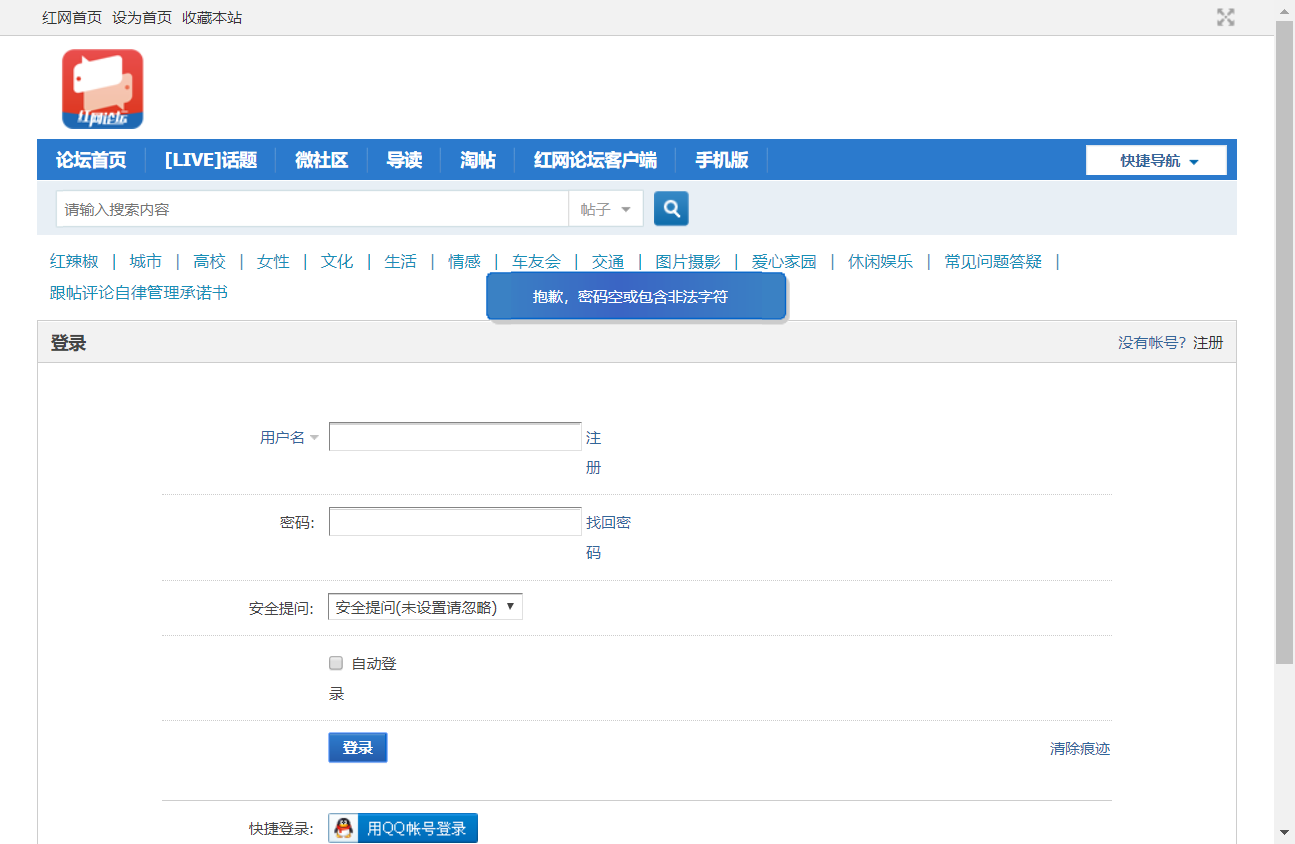 红网首页 设为首页 收藏本站
红网论坛
论坛首页 [LIVE]话题 微社区 导读 淘帖 红网论坛客户端 手机版 快捷导航
请输入搜索内容 帖子
红辣椒 | 城市 | 高校 | 女性 | 文化 | 生活 | 情感 | 车友会 | 交通 | 图片摄影 | 爱心家园 | 休闲娱乐 | 常见问题答疑 |
跟帖评论自律管理承诺书
抱歉，密码空或包含非法字符
登录 没有帐号？注册
用户名 注
册
密码: 找回密
码
安全提问: 安全提问(未设置请忽略)
自动登
录
登录 清除痕迹
快捷登录: 用QQ帐号登录